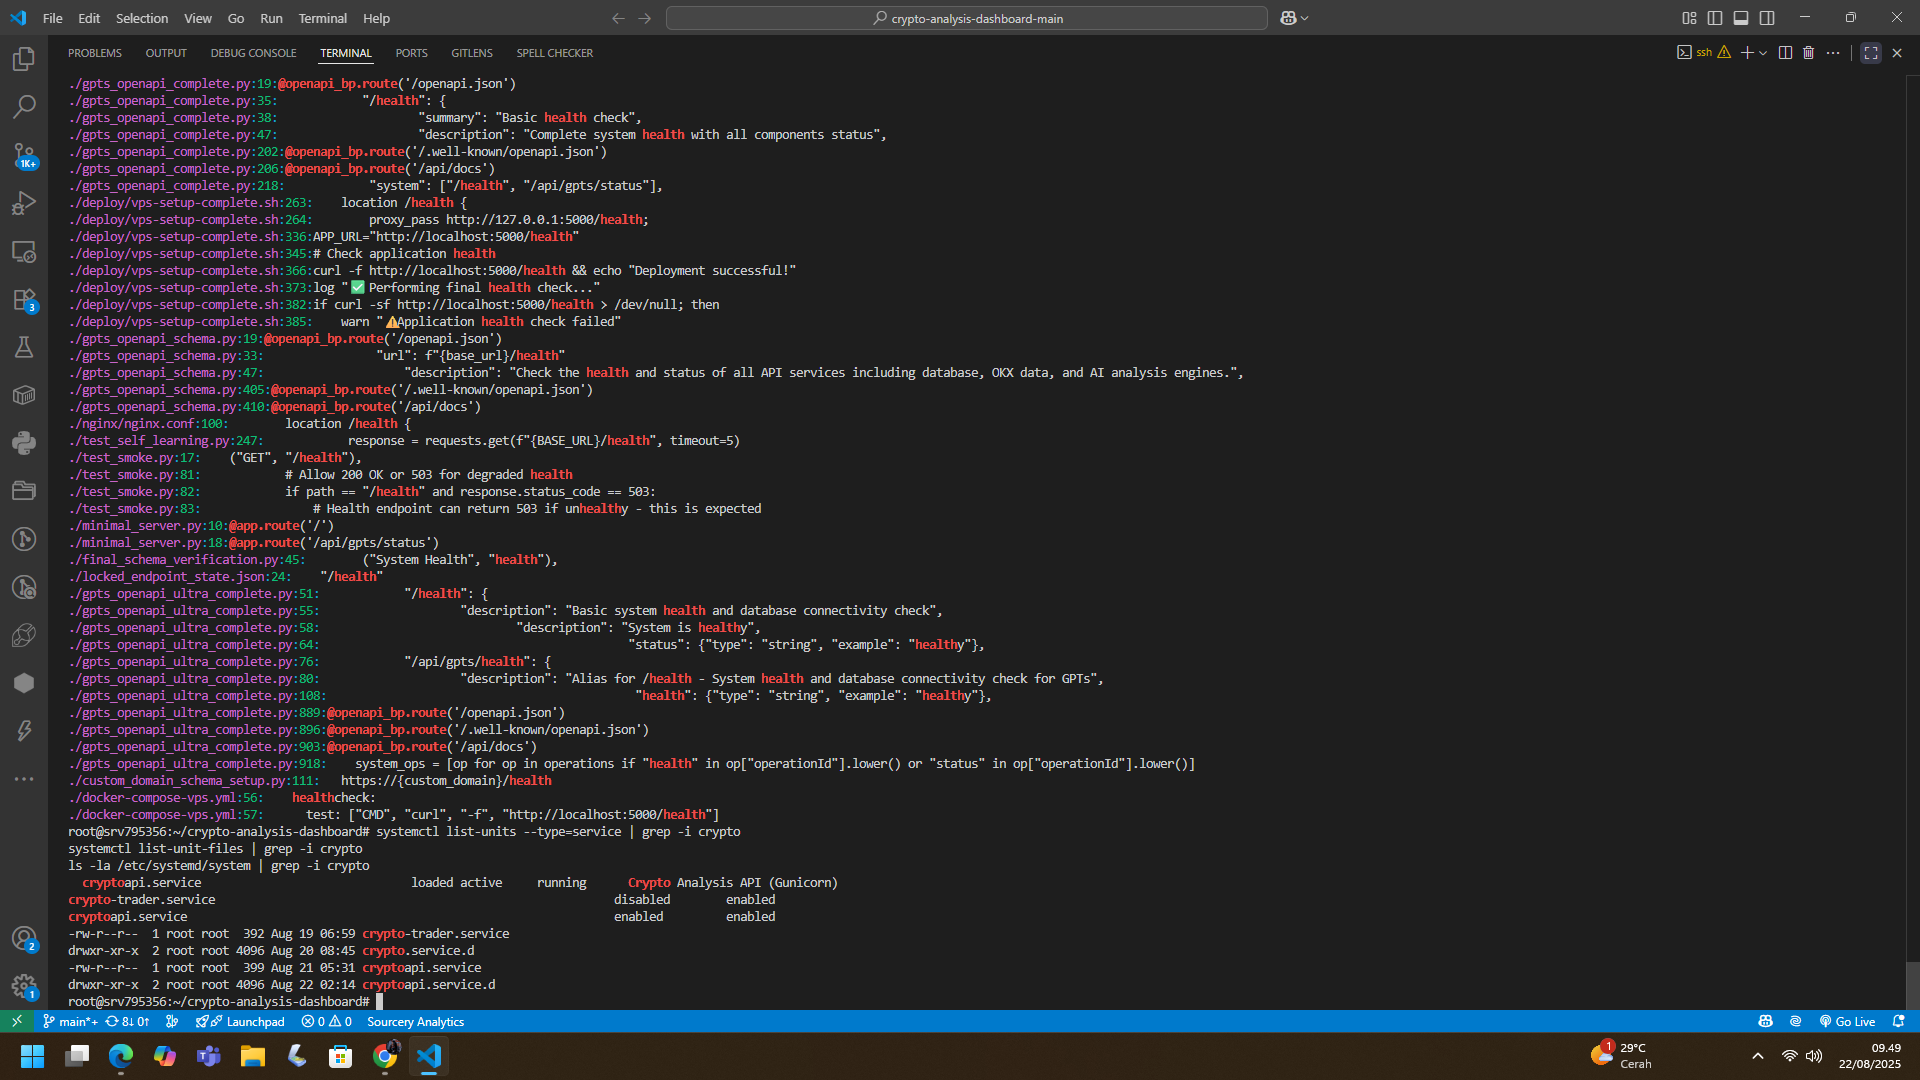 File Edit Selection View Go Run Terminal Help
crypto-analysis-dashboard-main
PROBLEMS OUTPUT DEBUG CONSOLE TERMINAL PORTS GITLENS SPELL CHECKER
ssh
./gpts_openapi_complete.py:19:@openapi_bp.route('/openapi.json')
./gpts_openapi_complete.py:35:            "/health": {
./gpts_openapi_complete.py:38:                    "summary": "Basic health check",
./gpts_openapi_complete.py:47:                    "description": "Complete system health with all components status",
./gpts_openapi_complete.py:202:@openapi_bp.route('/.well-known/openapi.json')
./gpts_openapi_complete.py:206:@openapi_bp.route('/api/docs')
./gpts_openapi_complete.py:218:            "system": ["/health", "/api/gpts/status"],
./deploy/vps-setup-complete.sh:263:    location /health {
./deploy/vps-setup-complete.sh:264:        proxy_pass http://127.0.0.1:5000/health;
./deploy/vps-setup-complete.sh:336:APP_URL="http://localhost:5000/health"
./deploy/vps-setup-complete.sh:345:# Check application health
./deploy/vps-setup-complete.sh:366:curl -f http://localhost:5000/health && echo "Deployment successful!"
./deploy/vps-setup-complete.sh:373:log "✅ Performing final health check..."
./deploy/vps-setup-complete.sh:382:if curl -sf http://localhost:5000/health > /dev/null; then
./deploy/vps-setup-complete.sh:385:    warn "⚠️Application health check failed"
./gpts_openapi_schema.py:19:@openapi_bp.route('/openapi.json')
./gpts_openapi_schema.py:33:                "url": f"{base_url}/health"
./gpts_openapi_schema.py:47:                    "description": "Check the health and status of all API services including database, OKX data, and AI analysis engines.",
./gpts_openapi_schema.py:405:@openapi_bp.route('/.well-known/openapi.json')
./gpts_openapi_schema.py:410:@openapi_bp.route('/api/docs')
./nginx/nginx.conf:100:        location /health {
./test_self_learning.py:247:            response = requests.get(f"{BASE_URL}/health", timeout=5)
./test_smoke.py:17:    ("GET", "/health"),
./test_smoke.py:81:            # Allow 200 OK or 503 for degraded health
./test_smoke.py:82:            if path == "/health" and response.status_code == 503:
./test_smoke.py:83:                # Health endpoint can return 503 if unhealthy - this is expected
./minimal_server.py:10:@app.route('/')
./minimal_server.py:18:@app.route('/api/gpts/status')
./final_schema_verification.py:45:          ("System Health", "health"),
./locked_endpoint_state.json:24:    "/health"
./gpts_openapi_ultra_complete.py:51:            "/health": {
./gpts_openapi_ultra_complete.py:55:                    "description": "Basic system health and database connectivity check",
./gpts_openapi_ultra_complete.py:58:                            "description": "System is healthy",
./gpts_openapi_ultra_complete.py:64:                                            "status": {"type": "string", "example": "healthy"},
./gpts_openapi_ultra_complete.py:76:            "/api/gpts/health": {
./gpts_openapi_ultra_complete.py:80:                    "description": "Alias for /health - System health and database connectivity check for GPTs",
./gpts_openapi_ultra_complete.py:108:                                            "health": {"type": "string", "example": "healthy"},
./gpts_openapi_ultra_complete.py:889:@openapi_bp.route('/openapi.json')
./gpts_openapi_ultra_complete.py:896:@openapi_bp.route('/.well-known/openapi.json')
./gpts_openapi_ultra_complete.py:903:@openapi_bp.route('/api/docs')
./gpts_openapi_ultra_complete.py:918:    system_ops = [op for op in operations if "health" in op["operationId"].lower() or "status" in op["operationId"].lower()]
./custom_domain_schema_setup.py:111:   https://{custom_domain}/health
./docker-compose-vps.yml:56:    healthcheck:
./docker-compose-vps.yml:57:      test: ["CMD", "curl", "-f", "http://localhost:5000/health"]
root@srv795356:~/crypto-analysis-dashboard# systemctl list-units --type=service | grep -i crypto
systemctl list-unit-files | grep -i crypto
ls -la /etc/systemd/system | grep -i crypto
  cryptoapi.service                              loaded active     running      Crypto Analysis API (Gunicorn)
crypto-trader.service                                                         disabled        enabled
cryptoapi.service                                                             enabled         enabled
-rw-r--r--  1 root root  392 Aug 19 06:59 crypto-trader.service
drwxr-xr-x  2 root root 4096 Aug 20 08:45 crypto.service.d
-rw-r--r--  1 root root  399 Aug 21 05:31 cryptoapi.service
drwxr-xr-x  2 root root 4096 Aug 22 02:14 cryptoapi.service.d
root@srv795356:~/crypto-analysis-dashboard#
1K+
3
2
1
main*+ 8↓ 0↑ Launchpad 0 0 Sourcery Analytics Go Live
1
29°C
Cerah
09.49
22/08/2025